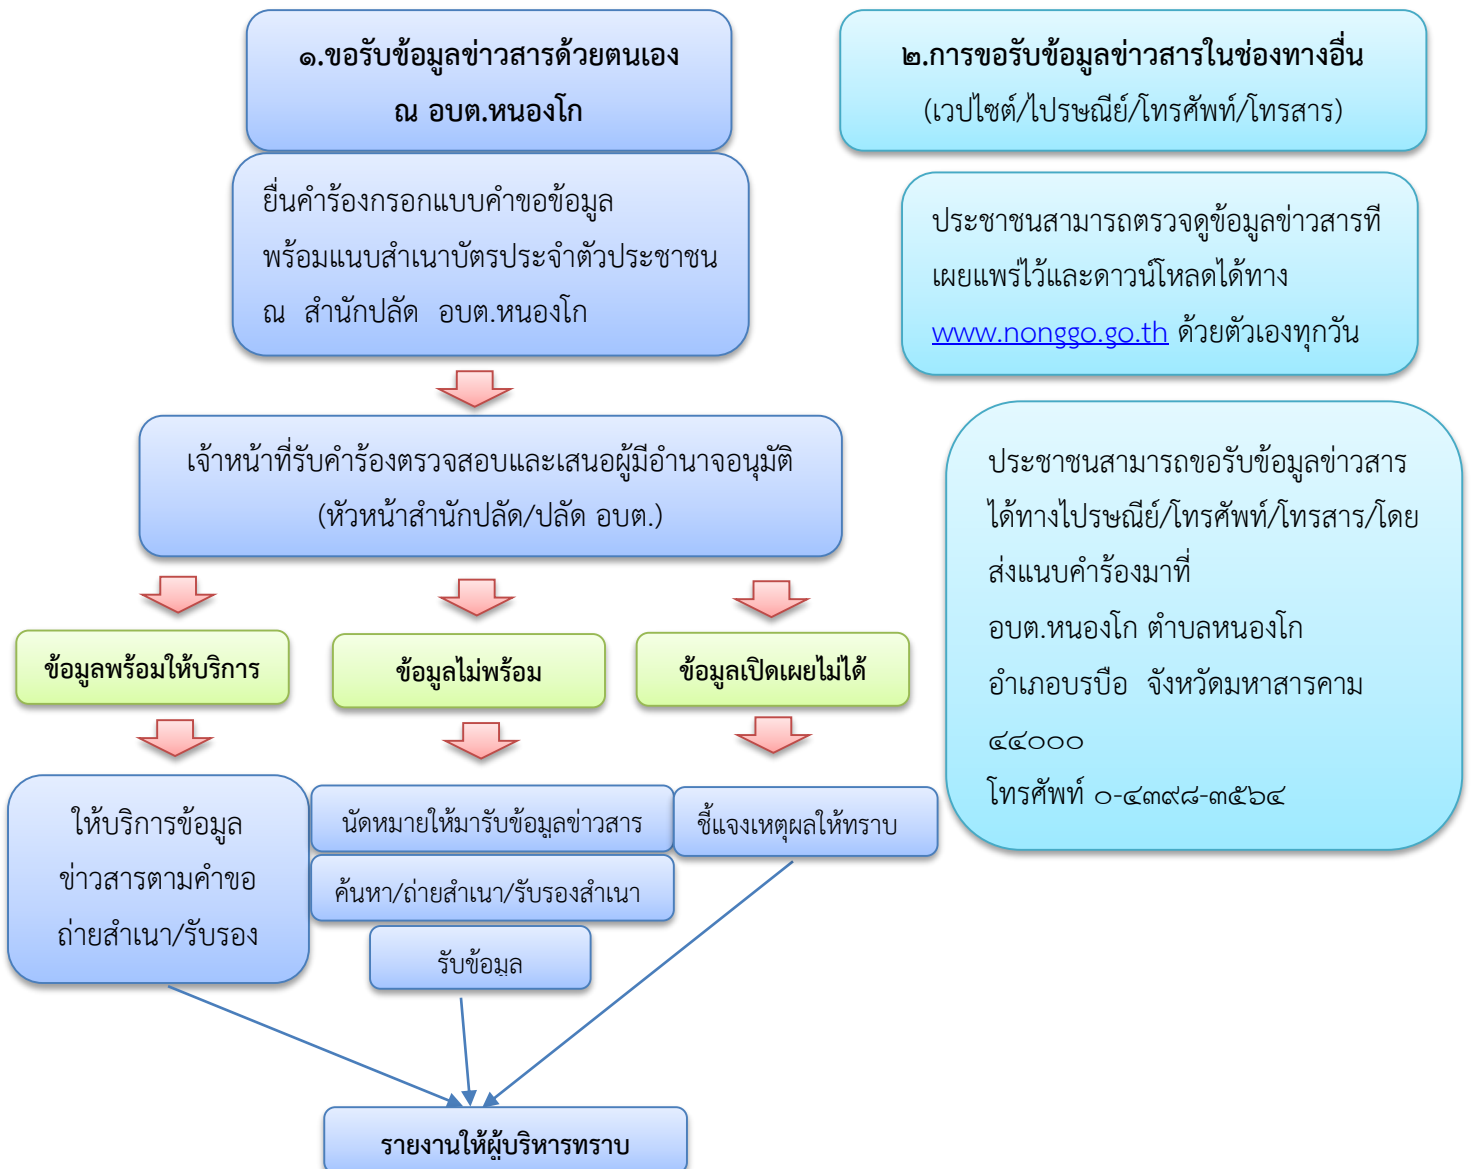 ๑.ขอรับข้อมูลข่าวสารด้วยตนเอง
ณ อบต.หนองโก
ยื่นคำร้องกรอกแบบคำขอข้อมูล
พร้อมแนบสำเนาบัตรประจำตัวประชาชน
ณ สำนักปลัด อบต.หนองโก
เจ้าหน้าที่รับคำร้องตรวจสอบและเสนอผู้มีอำนาจอนุมัติ
(หัวหน้าสำนักปลัด/ปลัด อบต.)
ข้อมูลพร้อมให้บริการ
ข้อมูลไม่พร้อม
ข้อมูลเปิดเผยไม่ได้
ให้บริการข้อมูล
ข่าวสารตามคำขอ
ถ่ายสำเนา/รับรอง
นัดหมายให้มารับข้อมูลข่าวสาร
ค้นหา/ถ่ายสำเนา/รับรองสำเนา
รับข้อมูล
ชี้แจงเหตุผลให้ทราบ
รายงานให้ผู้บริหารทราบ
๒.การขอรับข้อมูลข่าวสารในช่องทางอื่น
(เวปไซต์/ไปรษณีย์/โทรศัพท์/โทรสาร)
ประชาชนสามารถตรวจดูข้อมูลข่าวสารที
เผยแพร่ไว้และดาวน์โหลดได้ทาง
www.nonggo.go.th ด้วยตัวเองทุกวัน
ประชาชนสามารถขอรับข้อมูลข่าวสาร
ได้ทางไปรษณีย์/โทรศัพท์/โทรสาร/โดย
ส่งแนบคำร้องมาที่
อบต.หนองโก ตำบลหนองโก
อำเภอบรบือ จังหวัดมหาสารคาม
๔๔๐๐๐
โทรศัพท์ ๐-๔๓๙๘-๓๕๖๔